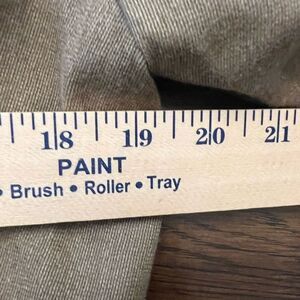 18 19 20 21
PAINT
• Brush • Roller • Tray